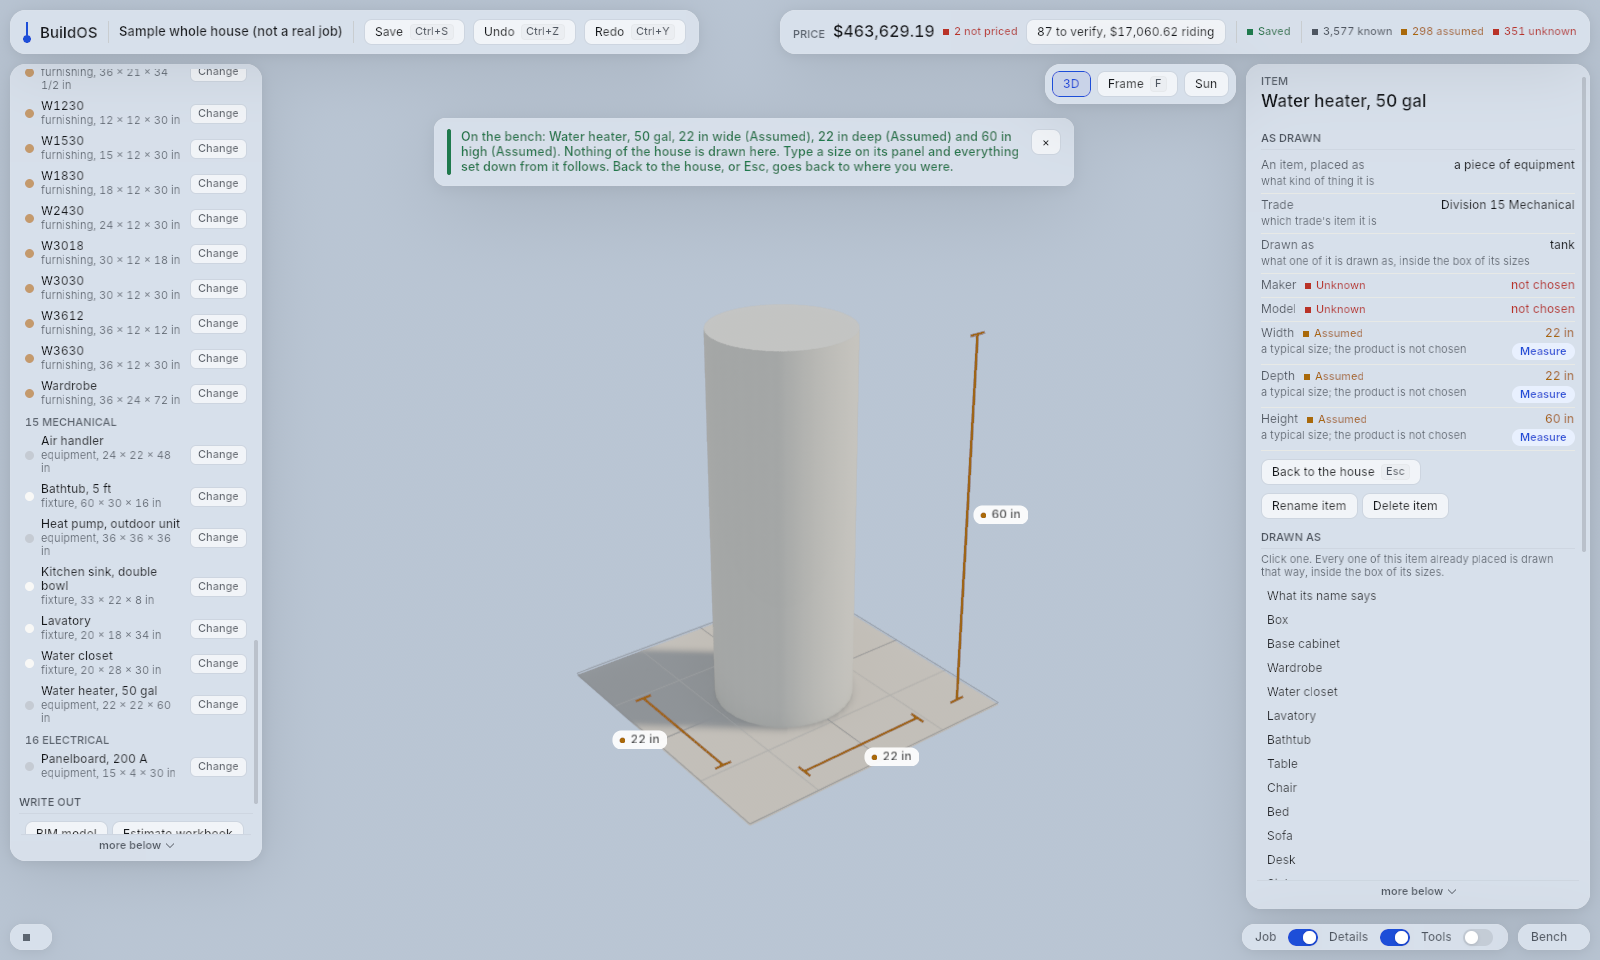 BuildOS
Sample whole house (not a real job)
Save Ctrl+S
Undo Ctrl+Z
Redo Ctrl+Y
PRICE $463,629.19
2 not priced
87 to verify, $17,060.62 riding
Saved
3,577 known
298 assumed
351 unknown
furnishing, 36 × 21 × 34
1/2 in
Change
W1230
furnishing, 12 × 12 × 30 in
Change
W1530
furnishing, 15 × 12 × 30 in
Change
W1830
furnishing, 18 × 12 × 30 in
Change
W2430
furnishing, 24 × 12 × 30 in
Change
W3018
furnishing, 30 × 12 × 18 in
Change
W3030
furnishing, 30 × 12 × 30 in
Change
W3612
furnishing, 36 × 12 × 12 in
Change
W3630
furnishing, 36 × 12 × 30 in
Change
Wardrobe
furnishing, 36 × 24 × 72 in
Change
15 MECHANICAL
Air handler
equipment, 24 × 22 × 48
in
Change
Bathtub, 5 ft
fixture, 60 × 30 × 16 in
Change
Heat pump, outdoor unit
equipment, 36 × 36 × 36
in
Change
Kitchen sink, double
bowl
fixture, 33 × 22 × 8 in
Change
Lavatory
fixture, 20 × 18 × 34 in
Change
Water closet
fixture, 20 × 28 × 30 in
Change
Water heater, 50 gal
equipment, 22 × 22 × 60
in
Change
16 ELECTRICAL
Panelboard, 200 A
equipment, 15 × 4 × 30 in
Change
WRITE OUT
BIM model
Estimate workbook
more below
3D
Frame F
Sun
On the bench: Water heater, 50 gal, 22 in wide (Assumed), 22 in deep (Assumed) and 60 in
high (Assumed). Nothing of the house is drawn here. Type a size on its panel and everything
set down from it follows. Back to the house, or Esc, goes back to where you were.
×
60 in
22 in
22 in
ITEM
Water heater, 50 gal
AS DRAWN
An item, placed as a piece of equipment
what kind of thing it is
Trade Division 15 Mechanical
which trade's item it is
Drawn as tank
what one of it is drawn as, inside the box of its sizes
Maker Unknown not chosen
Model Unknown not chosen
Width Assumed 22 in
a typical size; the product is not chosen Measure
Depth Assumed 22 in
a typical size; the product is not chosen Measure
Height Assumed 60 in
a typical size; the product is not chosen Measure
Back to the house Esc
Rename item
Delete item
DRAWN AS
Click one. Every one of this item already placed is drawn
that way, inside the box of its sizes.
What its name says
Box
Base cabinet
Wardrobe
Water closet
Lavatory
Bathtub
Table
Chair
Bed
Sofa
Desk
more below
Job
Details
Tools
Bench